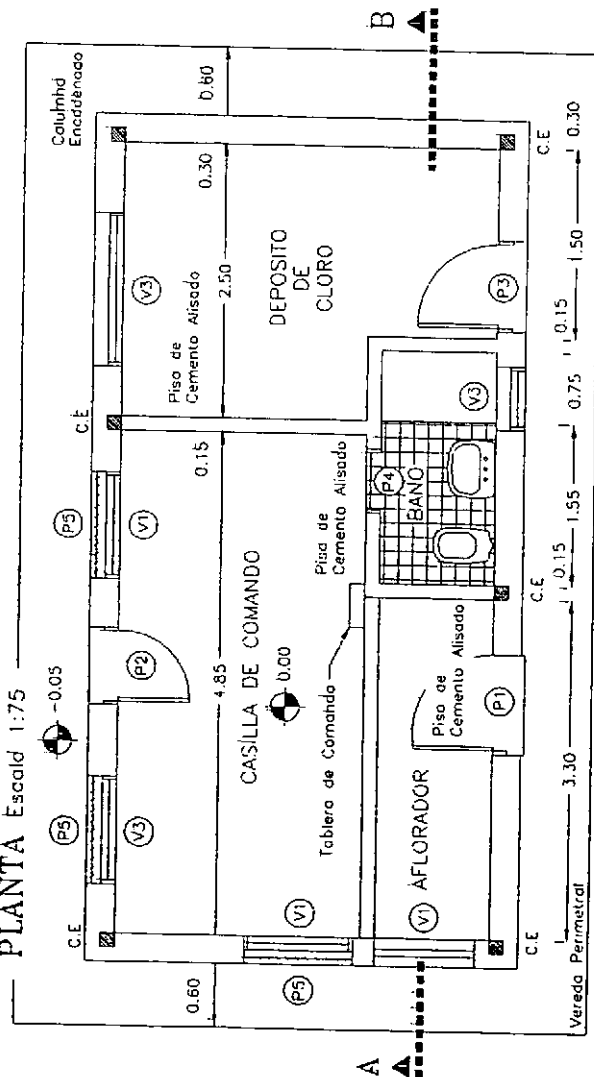 PLANTA Escald 1:75
-0.05
Calumna
Encadenado
C.E
P5
V3
P2
P5
V1
C.E
V3
0.60
4.85
0.15
2.50
0.30
0.60
Piso de
Cemento Alisado
CASILLA DE COMANDO
0.00
DEPOSITO
DE
CLORO
Tablero de Comando
Piso de
Cemento Alisado
P5
V1
V1
AFLORADOR
Piso de
Cemento Alisado
P1
P4
BAÑO
V3
P3
A
B
C.E
C.E
C.E
3.30
0.15
1.55
0.75
0.15
1.50
0.30
Vereda Perimetral